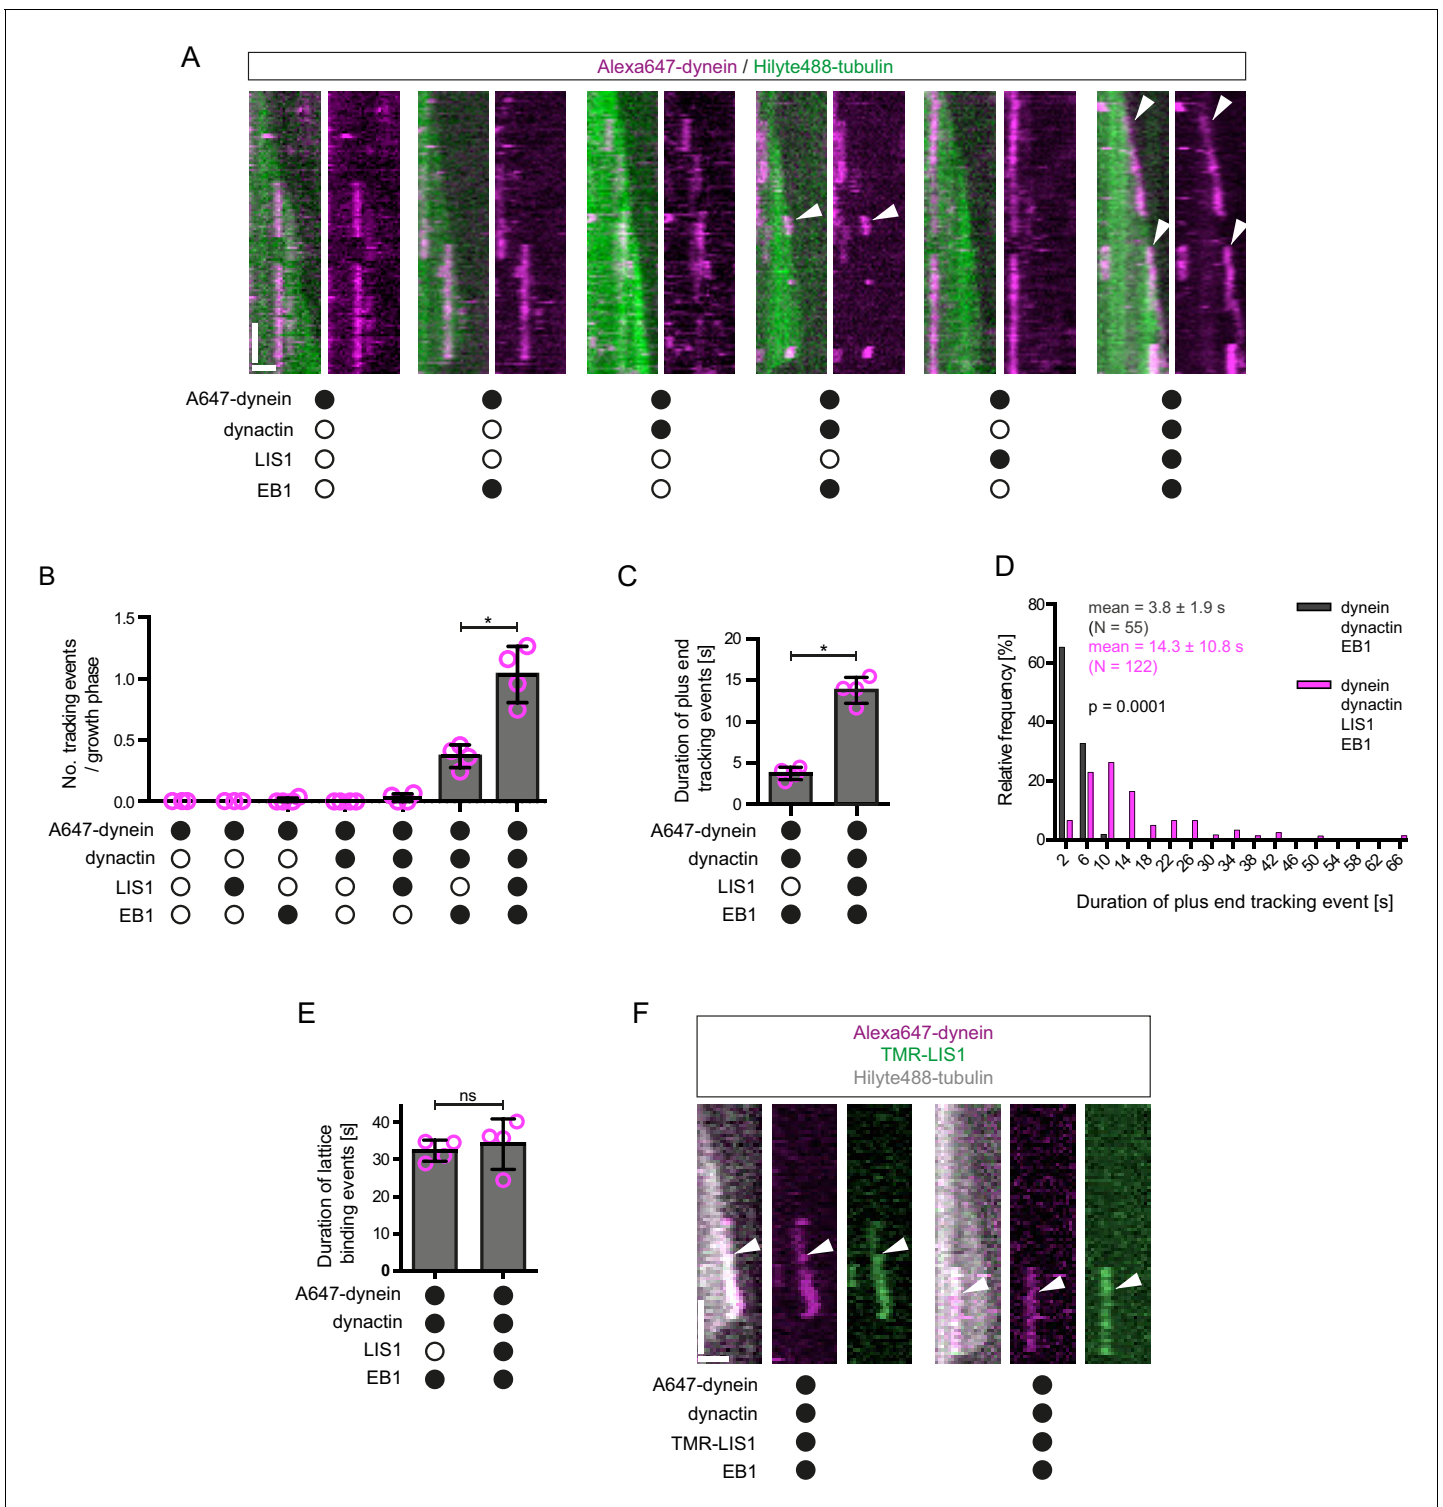 A
Alexa647-dynein / Hilyte488-tubulin
A647-dynein
dynactin
LIS1
EB1
B
No. tracking events
/ growth phase
1.5
1.0
0.5
0.0
*
A647-dynein
dynactin
LIS1
EB1
C
Duration of plus end
tracking events [s]
20
15
10
5
0
*
A647-dynein
dynactin
LIS1
EB1
D
Relative frequency [%]
80
60
40
20
0
mean = 3.8 ± 1.9 s
(N = 55)
mean = 14.3 ± 10.8 s
(N = 122)
p = 0.0001
dynein
dynactin
EB1
dynein
dynactin
LIS1
EB1
2 6 10 14 18 22 26 30 34 38 42 46 50 54 58 62 66
Duration of plus end tracking event [s]
E
Duration of lattice
binding events [s]
40
30
20
10
0
ns
A647-dynein
dynactin
LIS1
EB1
F
Alexa647-dynein
TMR-LIS1
Hilyte488-tubulin
A647-dynein
dynactin
TMR-LIS1
EB1